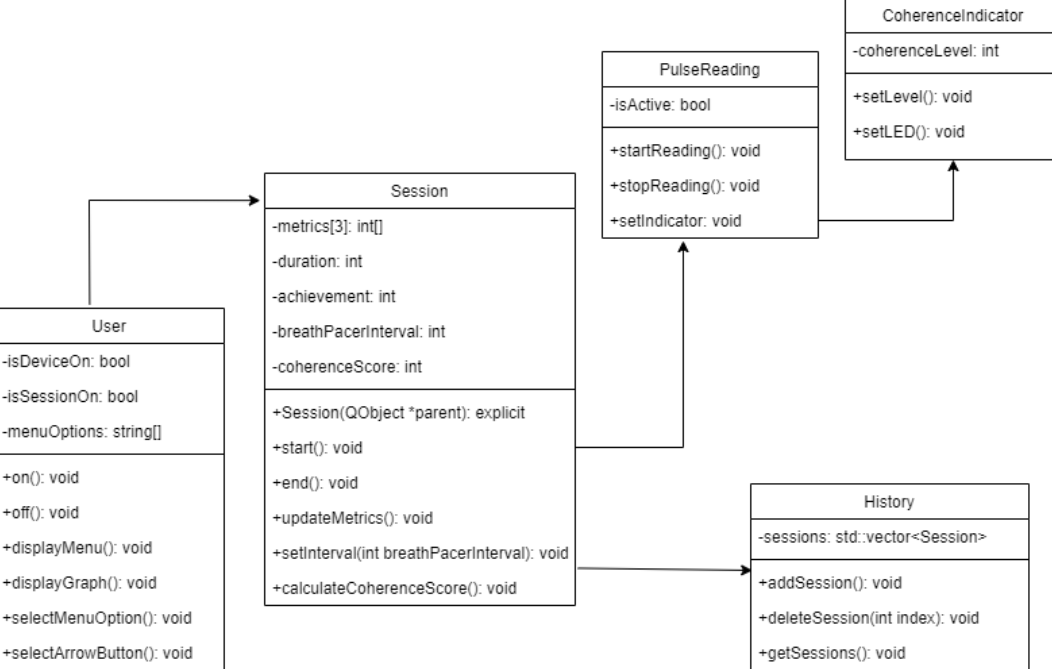 CoherenceIndicator
-coherenceLevel: int
+setLevel(): void
+setLED(): void
PulseReading
-isActive: bool
+startReading(): void
+stopReading(): void
+setIndicator: void
Session
-metrics[3]: int[]
-duration: int
-achievement: int
-breathPacerInterval: int
-coherenceScore: int
+Session(QObject *parent): explicit
+start(): void
+end(): void
+updateMetrics(): void
+setInterval(int breathPacerInterval): void
+calculateCoherenceScore(): void
User
-isDeviceOn: bool
-isSessionOn: bool
-menuOptions: string[]
+on(): void
+off(): void
+displayMenu(): void
+displayGraph(): void
+selectMenuOption(): void
+selectArrowButton(): void
History
-sessions: std::vector<Session>
+addSession(): void
+deleteSession(int index): void
+getSessions(): void